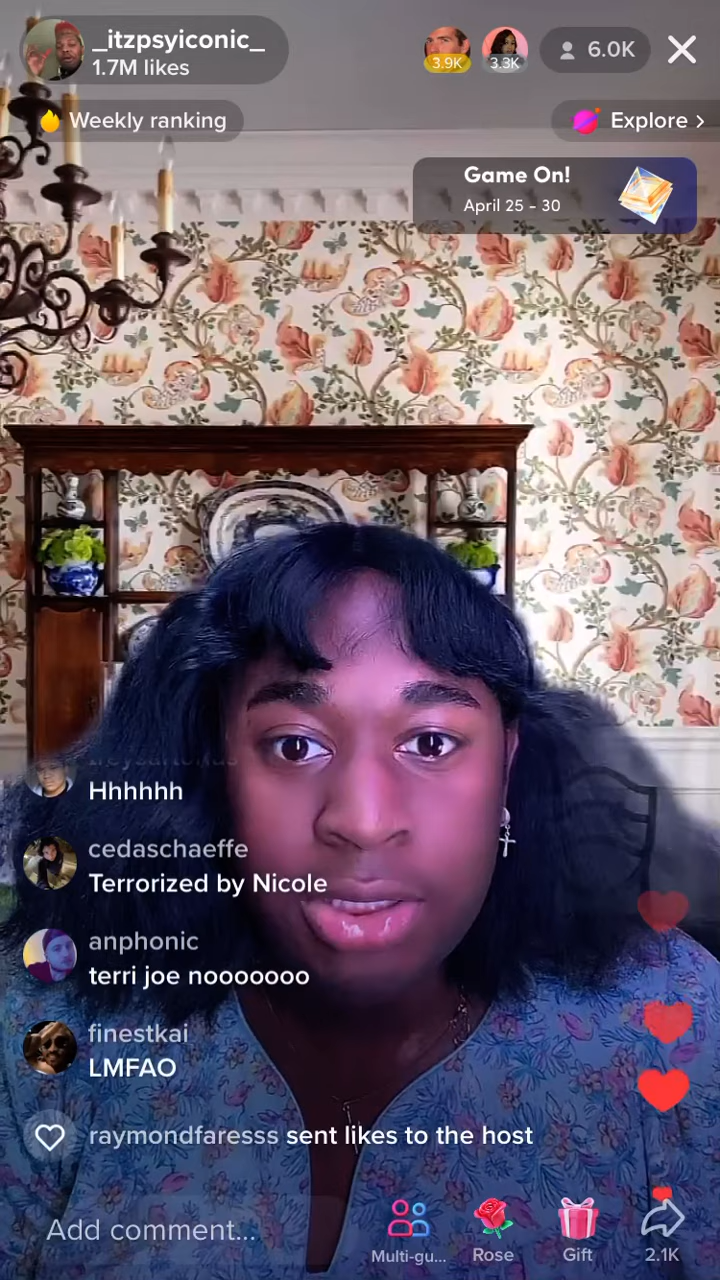 _itzpsyiconic_
1.7M likes
3.9K
3.3K
6.0K
Weekly ranking
Explore >
Game On!
April 25 - 30
Hhhhhh
cedaschaeffe
Terrorized by Nicole
anphonic
terri joe nooooooo
finestkai
LMFAO
raymondfaresss sent likes to the host
Add comment...
Multi-gu...
Rose
Gift
2.1K